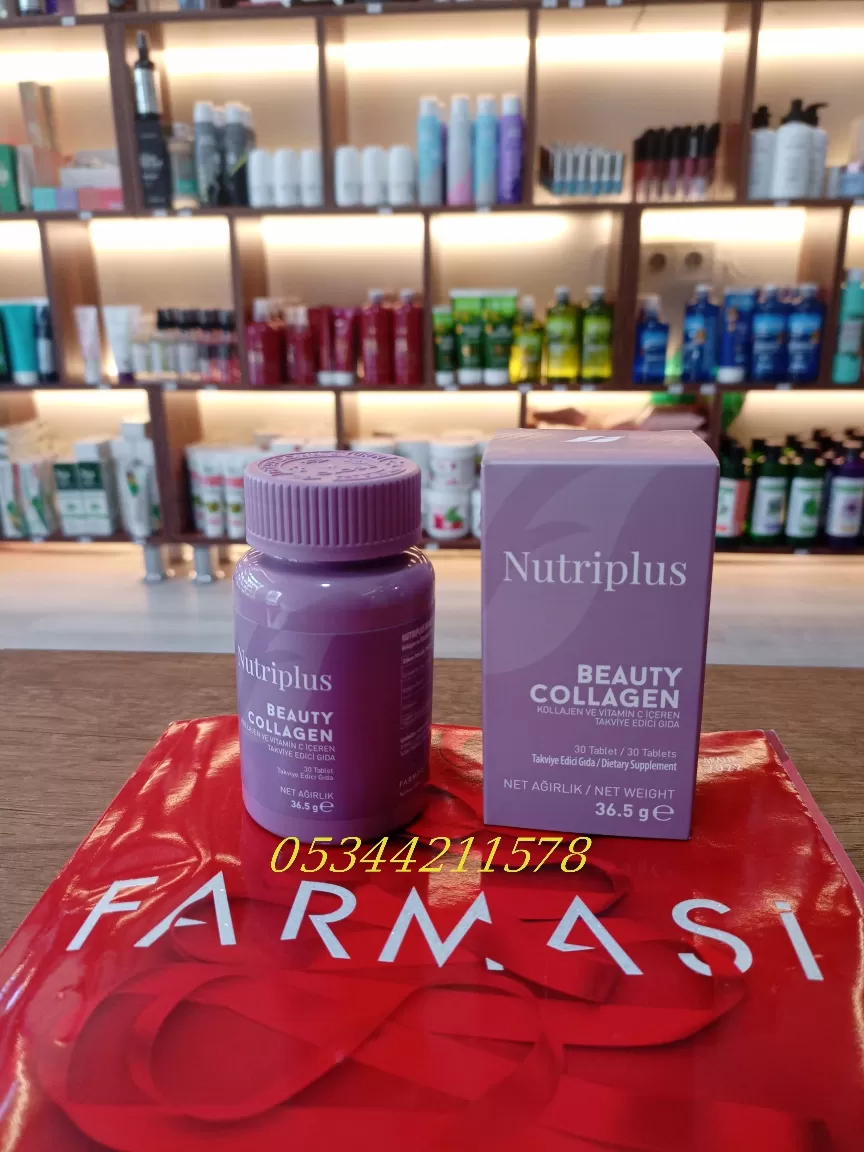 Nutriplus
BEAUTY
COLLAGEN
KOLLAJEN VE VİTAMİN C İÇEREN
TAKVİYE EDİCİ GIDA
30 Tablet
Takviye Edici Gıda
NET AĞIRLIK
36.5 g ℮
Nutriplus
BEAUTY
COLLAGEN
KOLLAJEN VE VİTAMİN C İÇEREN
TAKVİYE EDİCİ GIDA
30 Tablet / 30 Tablets
Takviye Edici Gıda / Dietary Supplement
NET AĞIRLIK / NET WEIGHT
36.5 g ℮
05344211578
FARMASi